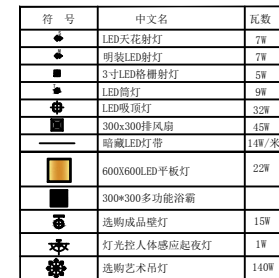 符 号 中文名 瓦数
LED天花射灯 7W
明装LED射灯 7W
3寸LED格栅射灯 5W
LED筒灯 9W
LED吸顶灯 32W
300x300排风扇 45W
暗藏LED灯带 14W/米
600X600LED平板灯 22W
300*300多功能浴霸
选购成品壁灯 15W
灯光控人体感应起夜灯 1W
选购艺术吊灯 140W